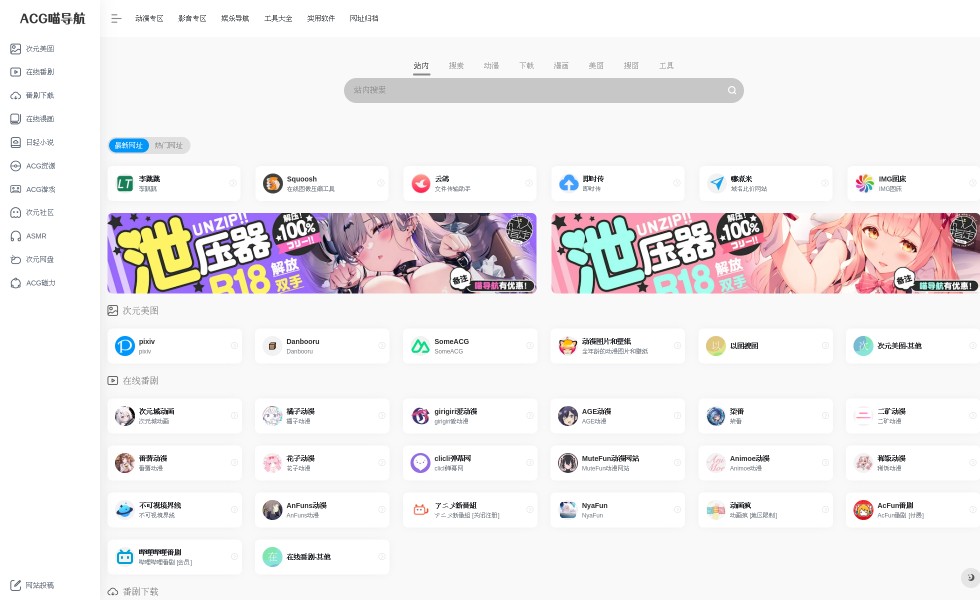 ACG喵导航
动漫专区 影音专区 娱乐导航 工具大全 实用软件 网址归档
次元美图
在线番剧
番剧下载
在线漫画
日轻小说
ACG资源
ACG游戏
次元社区
ASMR
次元网盘
ACG磁力
网站投稿
站内 搜索 动漫 下载 漫画 美图 搜图 工具
站内搜索
最新网址 热门网址
李跳跳
李跳跳
Squoosh
在线图像压缩工具
云鸽
文件传输助手
即时传
即时传
哪煮米
域名比价网站
IMG图床
IMG图床
UNZIP!!
泄压器
R18
解放双手
解压!
100%
备注
喵导航有优惠!
UNZIP!!
泄压器
R18
解放双手
解压!
100%
备注
喵导航有优惠!
次元美图
pixiv
pixiv
Danbooru
Danbooru
SomeACG
SomeACG
动漫图片和壁纸
全年龄的动漫图片和壁纸
以图搜图
次元美图-其他
在线番剧
次元城动画
次元城动画
橘子动漫
橘子动漫
girigiri爱动漫
girigiri爱动漫
AGE动漫
AGE动漫
柒番
柒番
二矿动漫
二矿动漫
番薯动漫
番薯动漫
花子动漫
花子动漫
clicli弹幕网
clicli弹幕网
MuteFun动漫网站
MuteFun动漫网站
Animoe动漫
Animoe动漫
稀饭动漫
稀饭动漫
不可视境界线
不可视境界线
AnFuns动漫
AnFuns动漫
アニメ新番組
アニメ新番組 [关闭注册]
NyaFun
NyaFun
动画疯
动画疯 [地区限制]
AcFun番剧
AcFun番剧 [付费]
哔哩哔哩番剧
哔哩哔哩番剧 [会员]
在线番剧-其他
番剧下载